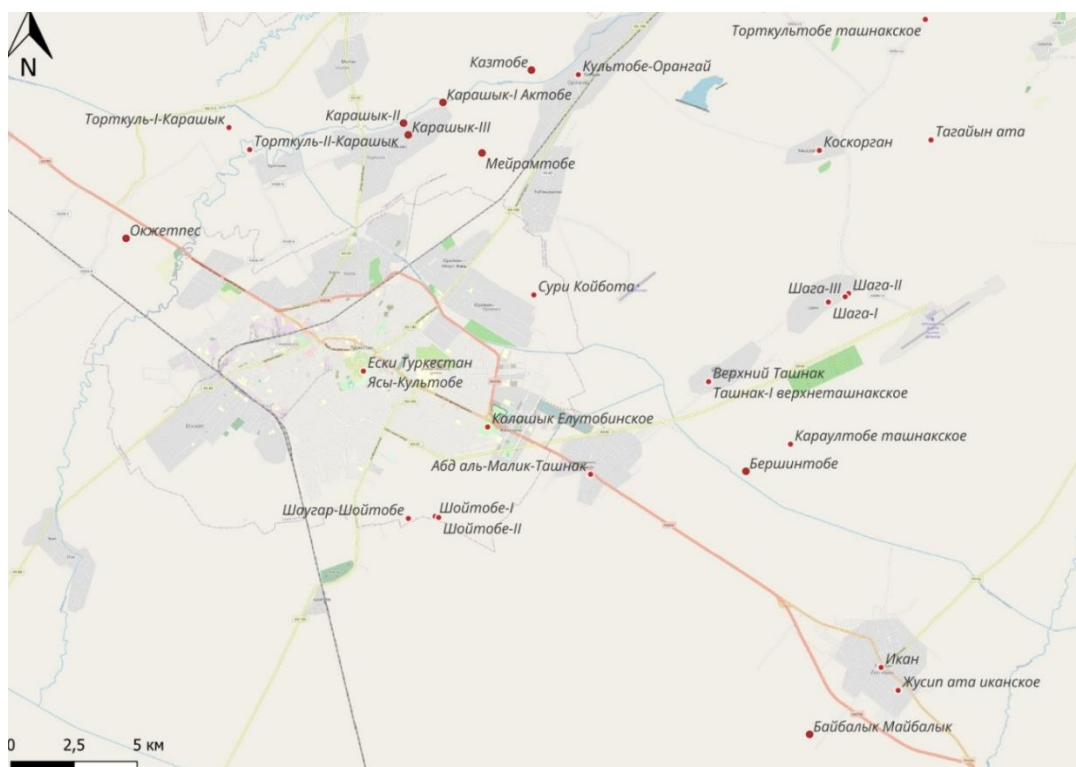 Торткультобе ташнакское
N
Казтобе
Культобе-Орангай
Карашык-I Актобе
Карашык-II
Торткуль-I-Карашык
Карашык-III
Торткуль-II-Карашык
Коскорган
Тагайын ата
Мейрамтобе
Окжетпес
Сури Койбота
Шага-III
Шага-II
Шага-I
Ески Туркестан
Ясы-Культобе
Верхний Ташнак
Ташнак-I верхнеташнакское
Калашык Елутобинское
Караултобе ташнакское
Абд аль-Малик-Ташнак
Бершинтобе
Шаугар-Шойтобе
Шойтобе-I
Шойтобе-II
Икан
Жусип ата иканское
Байбалык Майбалык
0 2,5 5 км